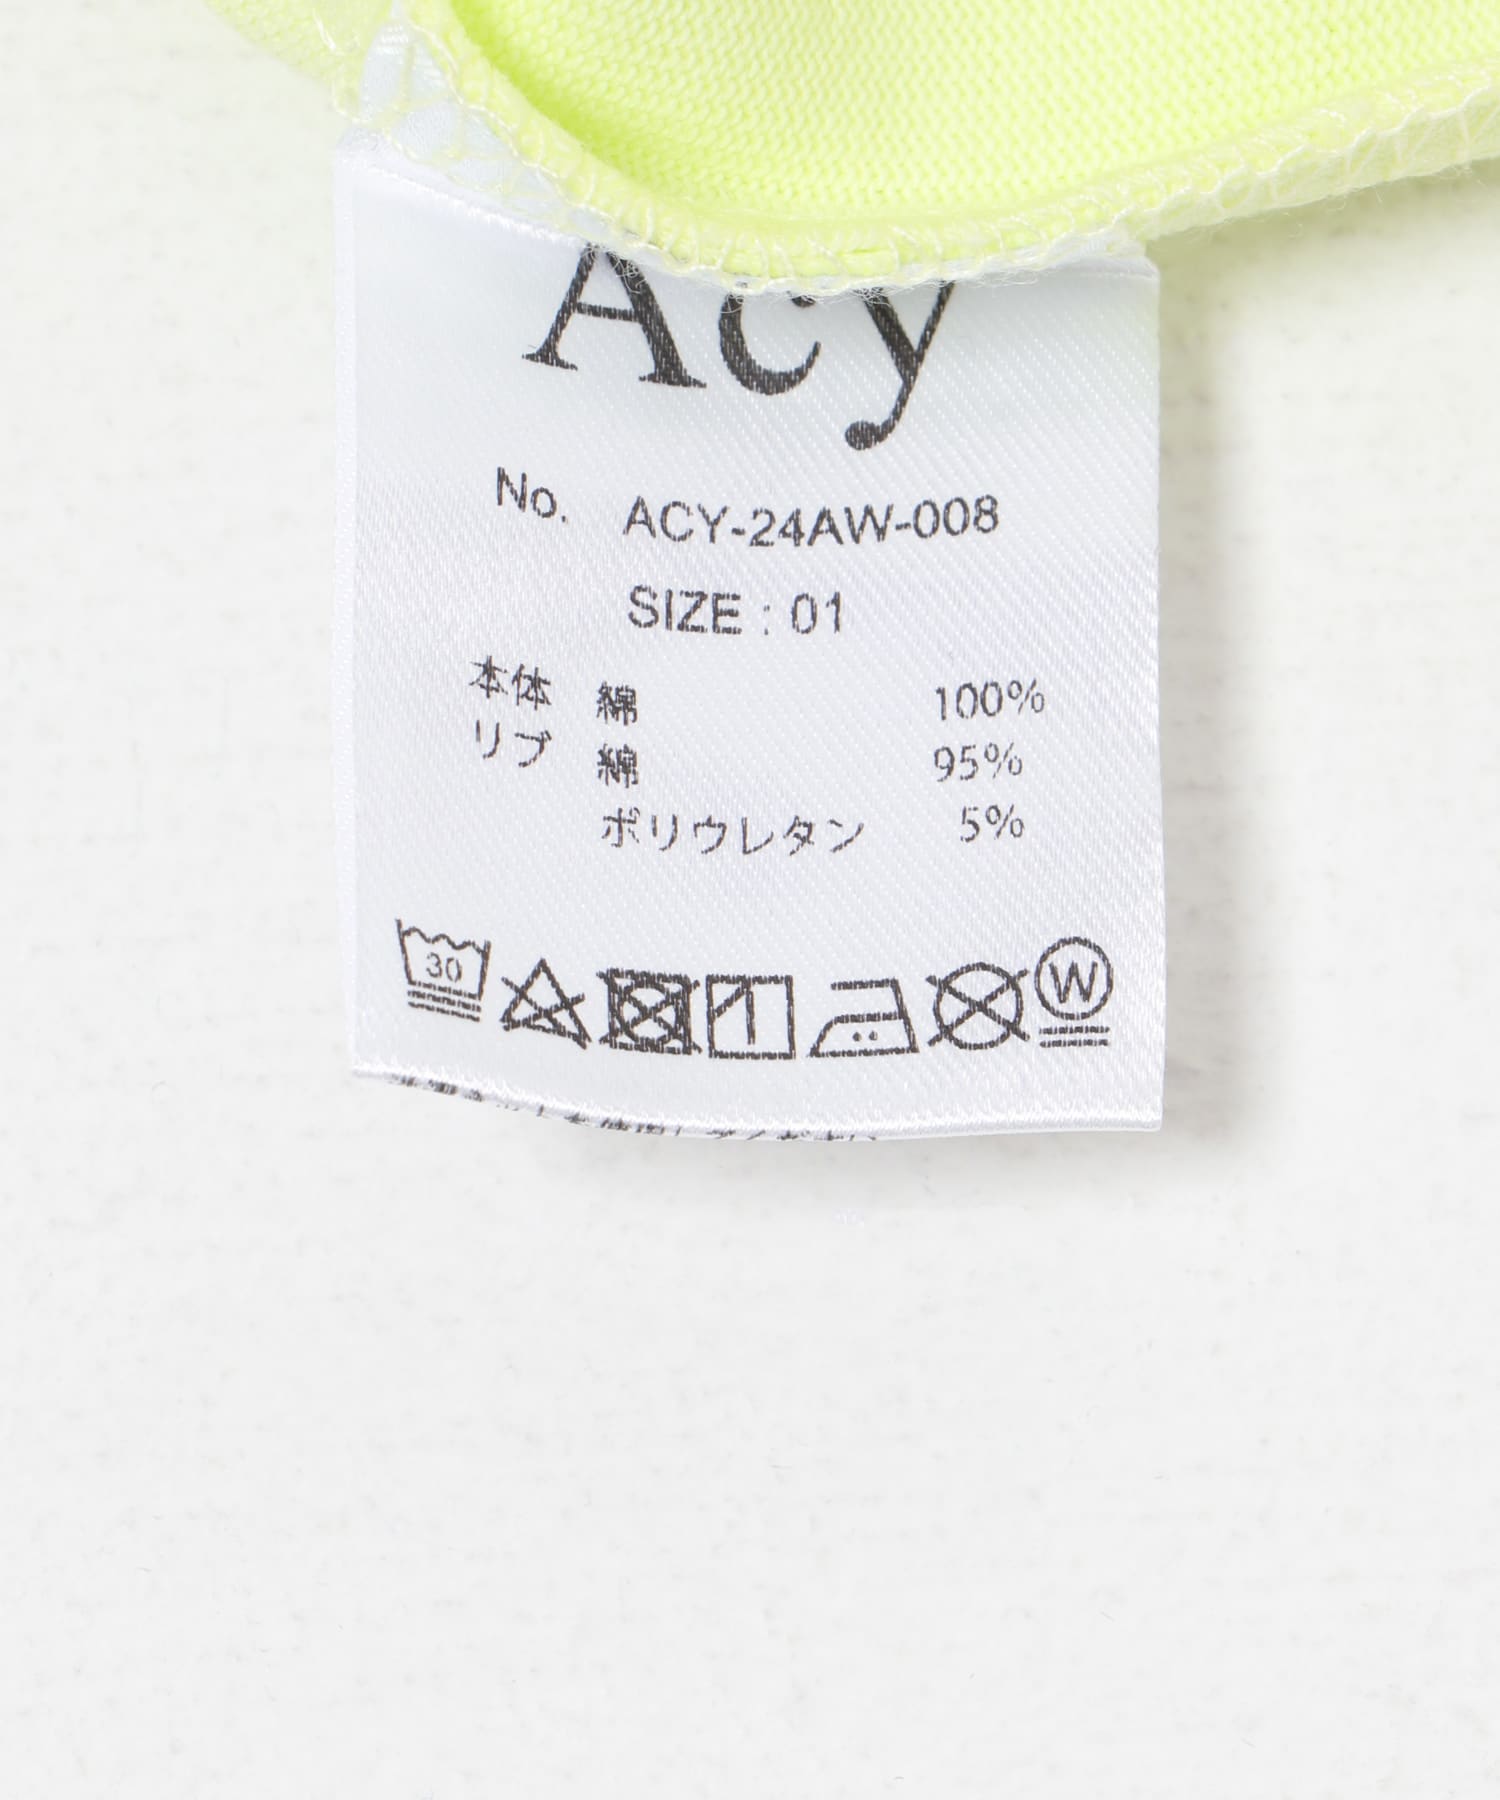 Acy
No. ACY-24AW-008
SIZE : 01
本体 綿 100%
リブ 綿 95%
ポリウレタン 5%
30 W